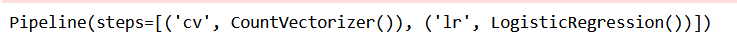 Pipeline(steps=[('cv', CountVectorizer()), ('lr', LogisticRegression())])